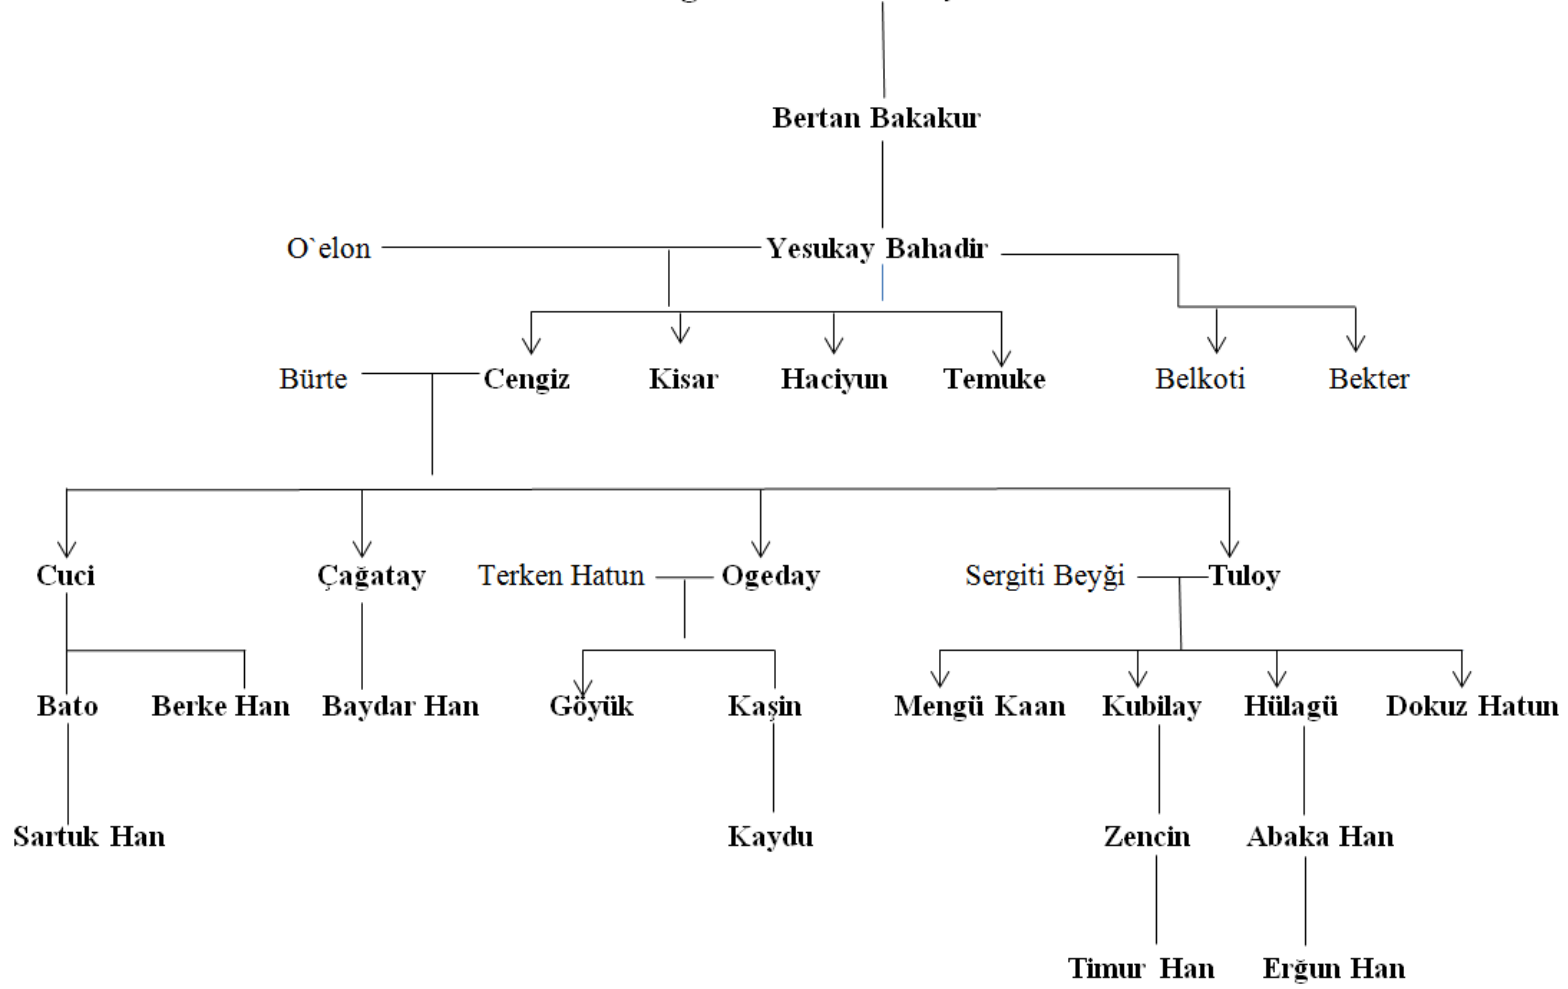 Bertan Bakakur
O`elon Yesukay Bahadir
Bürte Cengiz Kisar Haciyun Temuke Belkoti Bekter
Cuci Çağatay Terken Hatun Ogeday Sergiti Beyği Tuloy
Bato Berke Han Baydar Han Göyük Kaşin Mengü Kaan Kubilay Hülagü Dokuz Hatun
Sartuk Han Kaydu Zencin Abaka Han
Timur Han Erğun Han